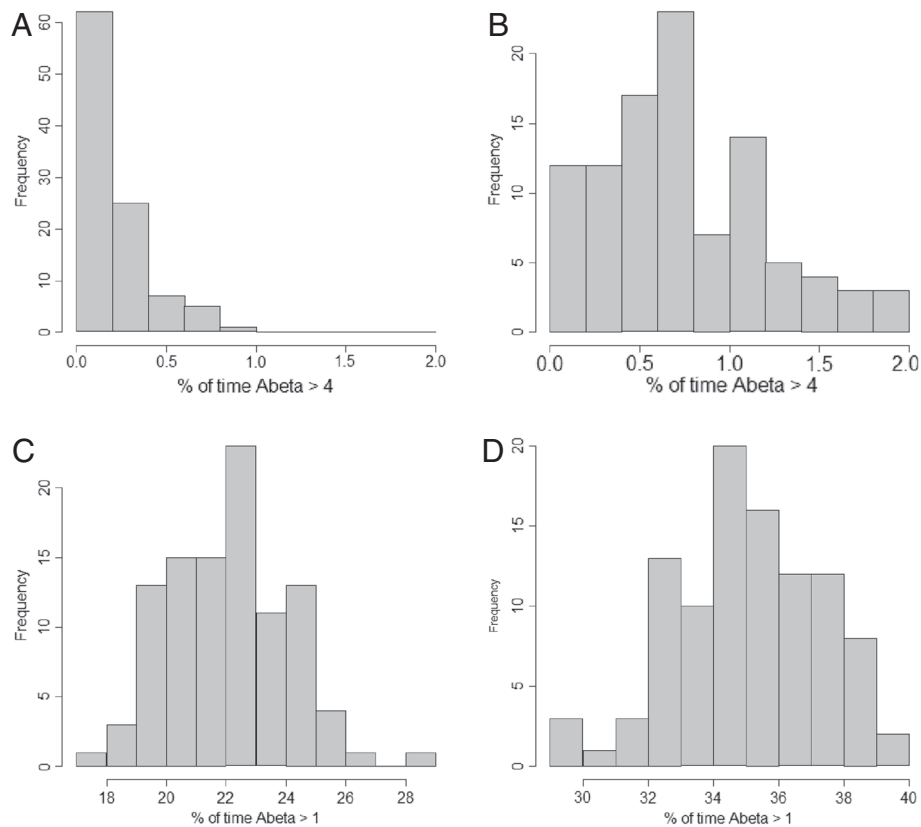 A
Frequency
0 10 20 30 40 50 60
0.0 0.5 1.0 1.5 2.0
% of time Abeta > 4
B
Frequency
0 5 10 15 20
0.0 0.5 1.0 1.5 2.0
% of time Abeta > 4
C
Frequency
0 5 10 15 20
18 20 22 24 26 28
% of time Abeta > 1
D
Frequency
0 5 10 15 20
30 32 34 36 38 40
% of time Abeta > 1